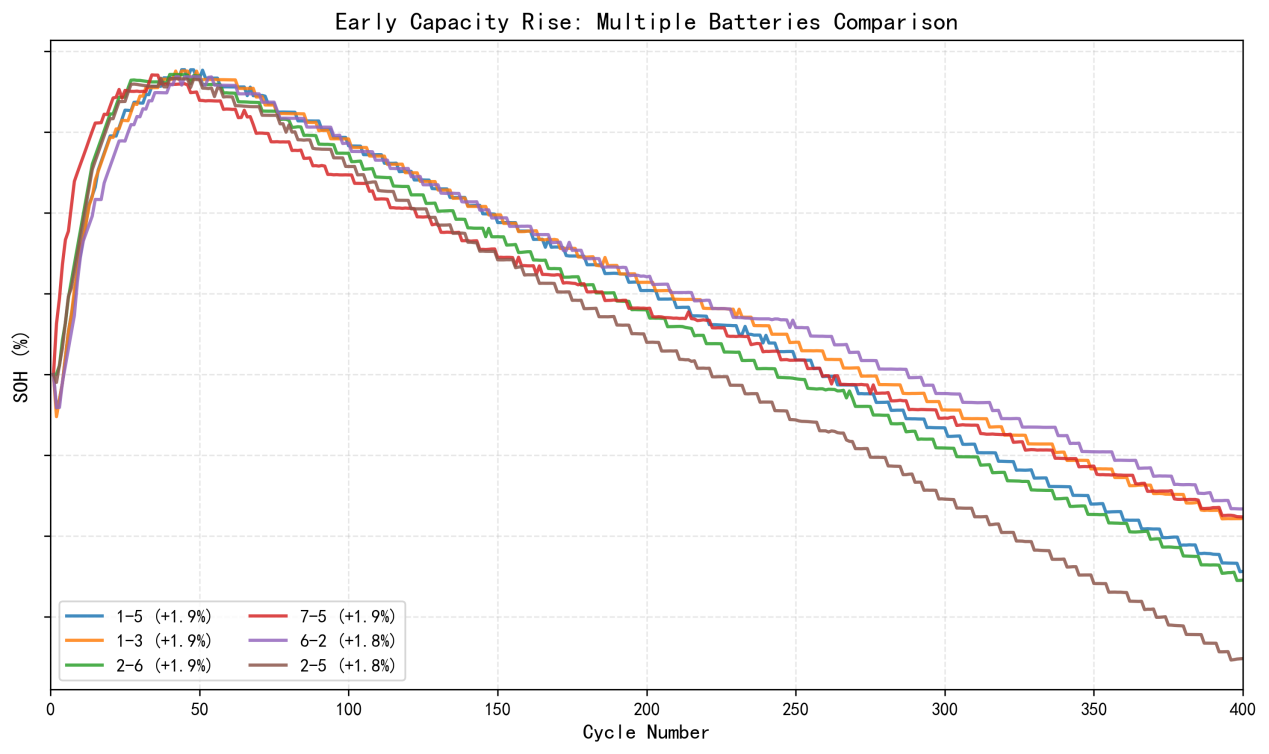 Early Capacity Rise: Multiple Batteries Comparison
SOH (%)
1-5 (+1.9%)
1-3 (+1.9%)
2-6 (+1.9%)
7-5 (+1.9%)
6-2 (+1.8%)
2-5 (+1.8%)
0 50 100 150 200 250 300 350 400
Cycle Number